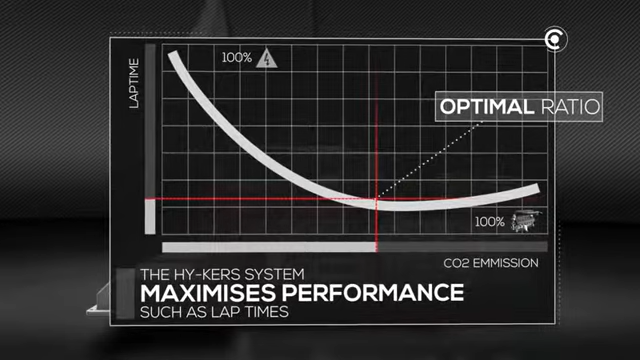 100%
LAPTIME
OPTIMAL RATIO
100%
CO2 EMMISSION
THE HY-KERS SYSTEM
MAXIMISES PERFORMANCE
SUCH AS LAP TIMES